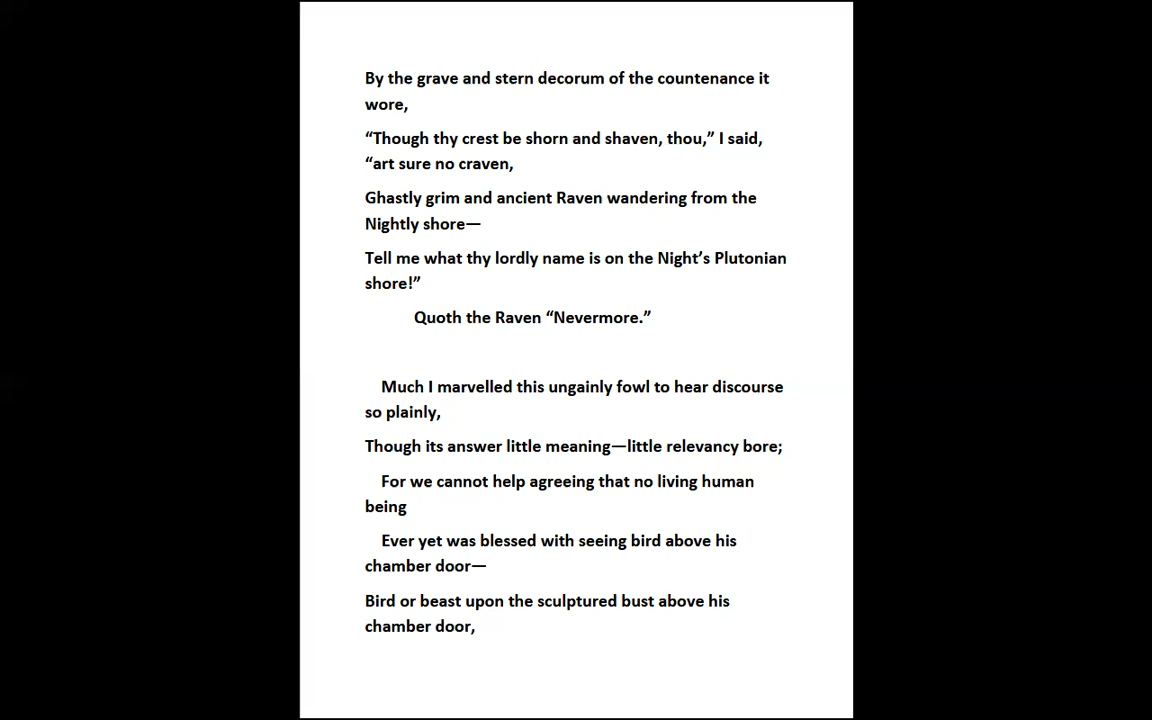 By the grave and stern decorum of the countenance it
wore,
“Though thy crest be shorn and shaven, thou,” I said,
“art sure no craven,
Ghastly grim and ancient Raven wandering from the
Nightly shore—
Tell me what thy lordly name is on the Night’s Plutonian
shore!”
Quoth the Raven “Nevermore.”
Much I marvelled this ungainly fowl to hear discourse
so plainly,
Though its answer little meaning—little relevancy bore;
For we cannot help agreeing that no living human
being
Ever yet was blessed with seeing bird above his
chamber door—
Bird or beast upon the sculptured bust above his
chamber door,